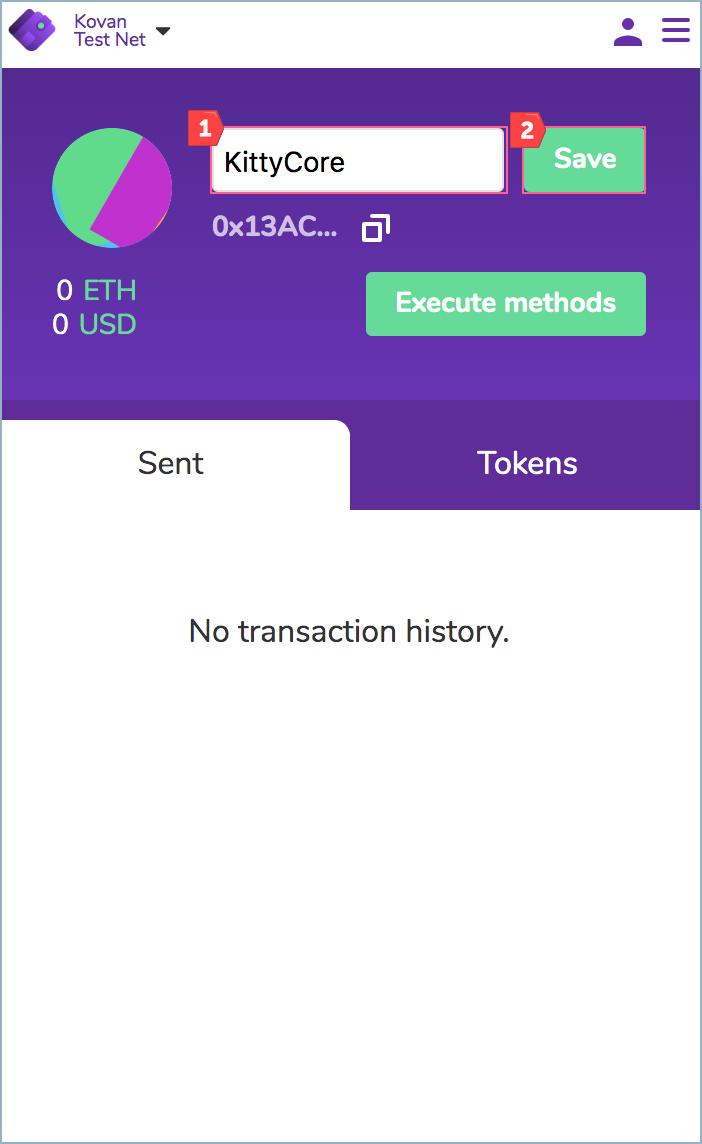 Kovan
Test Net
1
KittyCore
2
Save
0x13AC...
0 ETH
0 USD
Execute methods
Sent
Tokens
No transaction history.